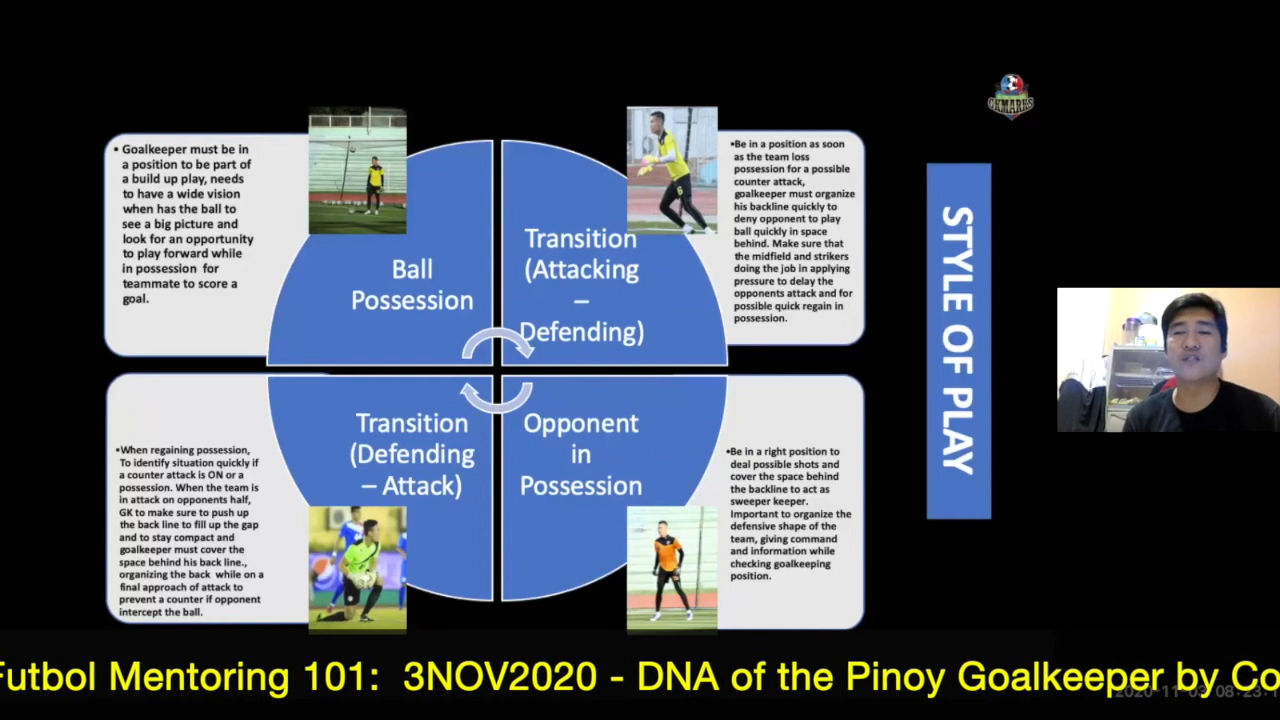 GKMARKS
• Goalkeeper must be in
a position to be part of
a build up play, needs
to have a wide vision
when has the ball to
see a big picture and
look for an opportunity
to play forward while
in possession for
teammate to score a
goal.
Ball
Possession
Transition
(Attacking
–
Defending)
•Be in a position as soon
as the team loss
possession for a possible
counter attack,
goalkeeper must organize
his backline quickly to
deny opponent to play
ball quickly in space
behind. Make sure that
the midfield and strikers
doing the job in applying
pressure to delay the
opponents attack and for
possible quick regain in
possession.
STYLE OF PLAY
•When regaining possession,
To identify situation quickly if
a counter attack is ON or a
possession. When the team is
in attack on opponents half,
GK to make sure to push up
the back line to fill up the gap
and to stay compact and
goalkeeper must cover the
space behind his back line.,
organizing the back while on a
final approach of attack to
prevent a counter if opponent
intercept the ball.
Transition
(Defending
– Attack)
Opponent
in
Possession
•Be in a right position to
deal possible shots and
cover the space behind
the backline to act as
sweeper keeper.
Important to organize the
defensive shape of the
team, giving command
and information while
checking goalkeeping
position.
Futbol Mentoring 101: 3NOV2020 - DNA of the Pinoy Goalkeeper by Co